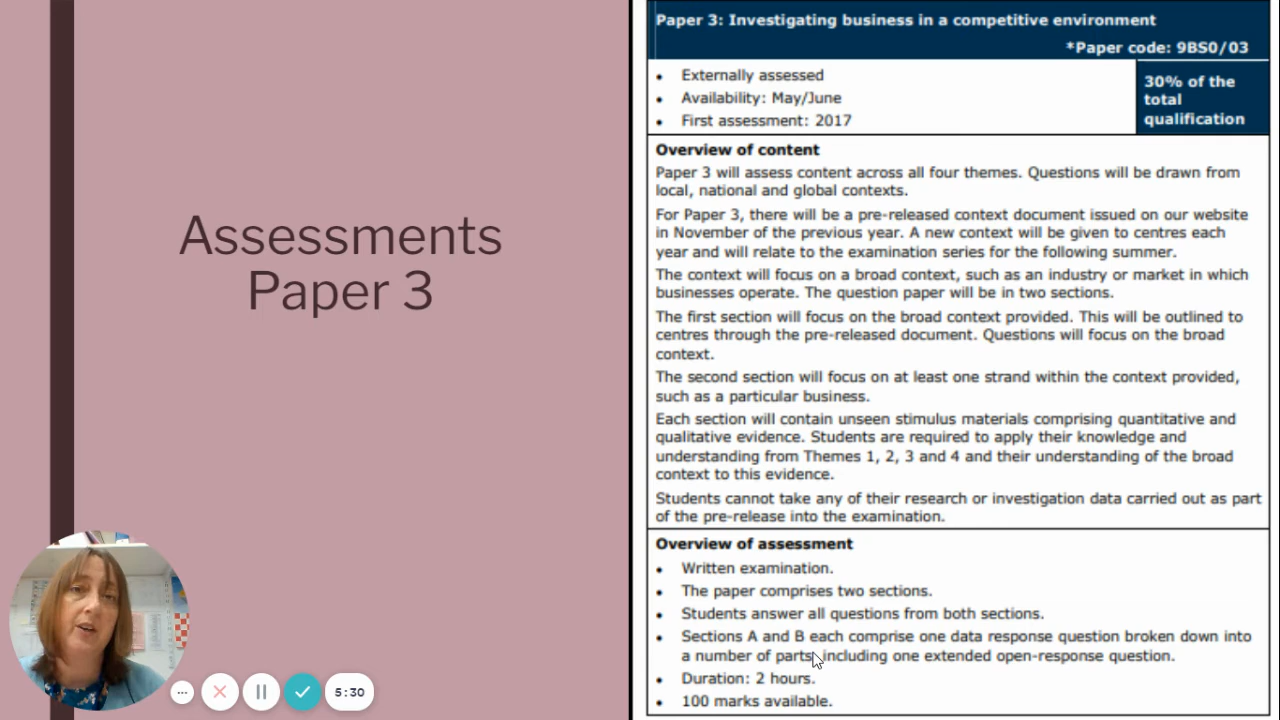 Assessments
Paper 3
Paper 3: Investigating business in a competitive environment
*Paper code: 9BS0/03
• Externally assessed
• Availability: May/June
• First assessment: 2017
30% of the
total
qualification
Overview of content
Paper 3 will assess content across all four themes. Questions will be drawn from
local, national and global contexts.
For Paper 3, there will be a pre-released context document issued on our website
in November of the previous year. A new context will be given to centres each
year and will relate to the examination series for the following summer.
The context will focus on a broad context, such as an industry or market in which
businesses operate. The question paper will be in two sections.
The first section will focus on the broad context provided. This will be outlined to
centres through the pre-released document. Questions will focus on the broad
context.
The second section will focus on at least one strand within the context provided,
such as a particular business.
Each section will contain unseen stimulus materials comprising quantitative and
qualitative evidence. Students are required to apply their knowledge and
understanding from Themes 1, 2, 3 and 4 and their understanding of the broad
context to this evidence.
Students cannot take any of their research or investigation data carried out as part
of the pre-release into the examination.
Overview of assessment
• Written examination.
• The paper comprises two sections.
• Students answer all questions from both sections.
• Sections A and B each comprise one data response question broken down into
a number of parts, including one extended open-response question.
• Duration: 2 hours.
• 100 marks available.
5:30